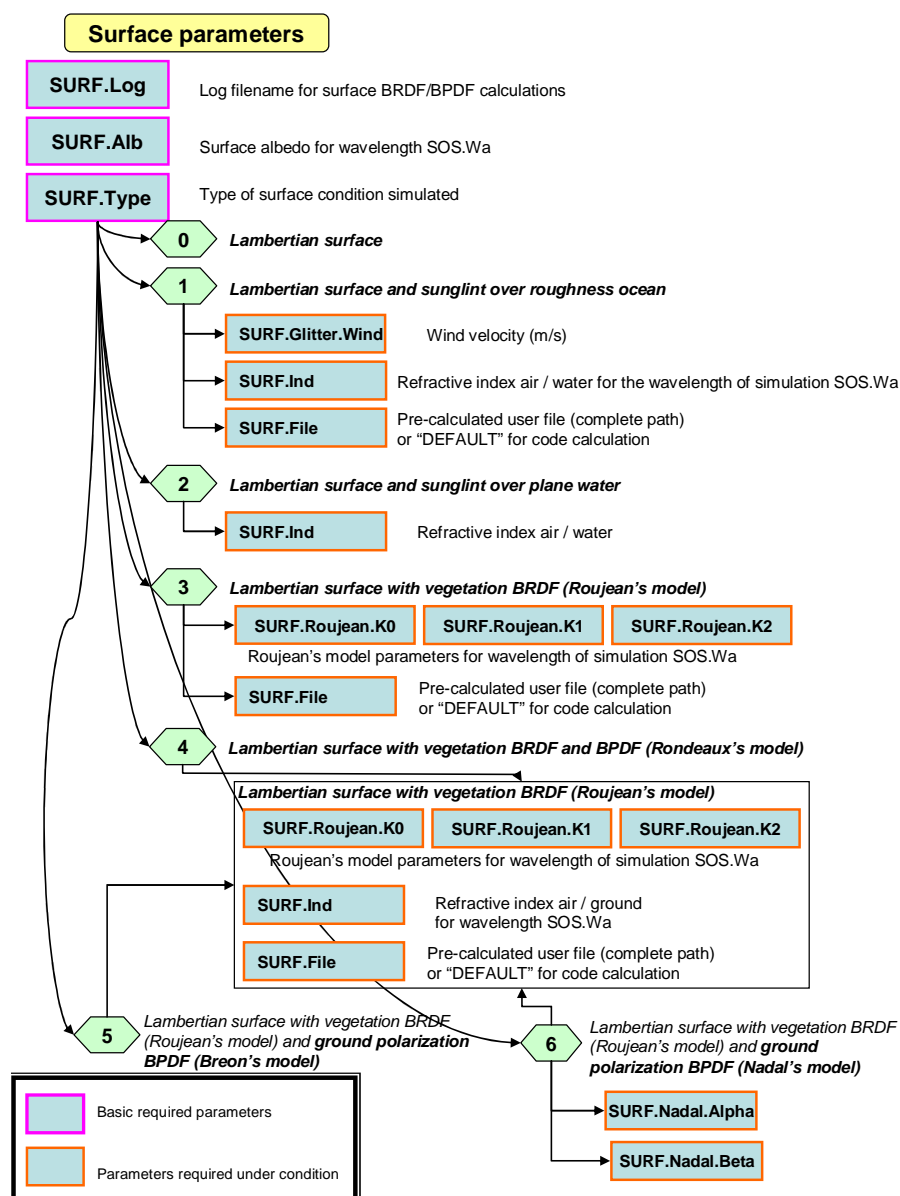 Surface parameters
SURF.Log
Log filename for surface BRDF/BPDF calculations
SURF.Alb
Surface albedo for wavelength SOS.Wa
SURF.Type
Type of surface condition simulated
0
Lambertian surface
1
Lambertian surface and sunglint over roughness ocean
SURF.Glitter.Wind
Wind velocity (m/s)
SURF.Ind
Refractive index air / water for the wavelength of simulation SOS.Wa
SURF.File
Pre-calculated user file (complete path)
or “DEFAULT” for code calculation
2
Lambertian surface and sunglint over plane water
SURF.Ind
Refractive index air / water
3
Lambertian surface with vegetation BRDF (Roujean’s model)
SURF.Roujean.K0
SURF.Roujean.K1
SURF.Roujean.K2
Roujean’s model parameters for wavelength of simulation SOS.Wa
SURF.File
Pre-calculated user file (complete path)
or “DEFAULT” for code calculation
4
Lambertian surface with vegetation BRDF and BPDF (Rondeaux’s model)
Lambertian surface with vegetation BRDF (Roujean’s model)
SURF.Roujean.K0
SURF.Roujean.K1
SURF.Roujean.K2
Roujean’s model parameters for wavelength of simulation SOS.Wa
SURF.Ind
Refractive index air / ground
for wavelength SOS.Wa
SURF.File
Pre-calculated user file (complete path)
or “DEFAULT” for code calculation
5
Lambertian surface with vegetation BRDF
(Roujean’s model) and ground polarization
BPDF (Breon’s model)
6
Lambertian surface with vegetation BRDF
(Roujean’s model) and ground
polarization BPDF (Nadal’s model)
SURF.Nadal.Alpha
SURF.Nadal.Beta
Basic required parameters
Parameters required under condition